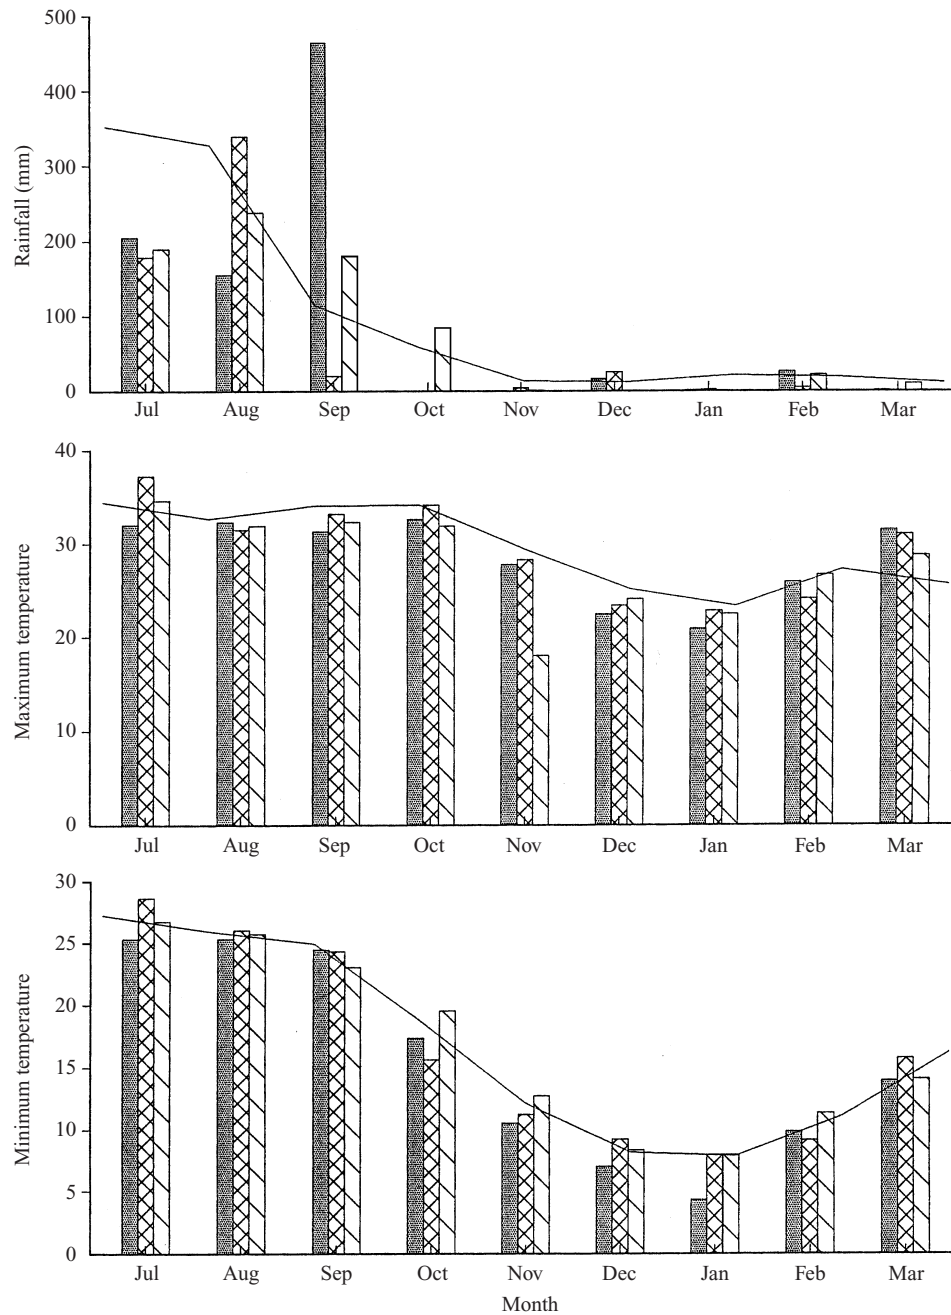 500
400
300
200
100
0
Rainfall (mm)
Jul Aug Sep Oct Nov Dec Jan Feb Mar
40
30
20
10
0
Maximum temperature
Jul Aug Sep Oct Nov Dec Jan Feb Mar
30
25
20
15
10
5
0
Minimum temperature
Jul Aug Sep Oct Nov Dec Jan Feb Mar
Month